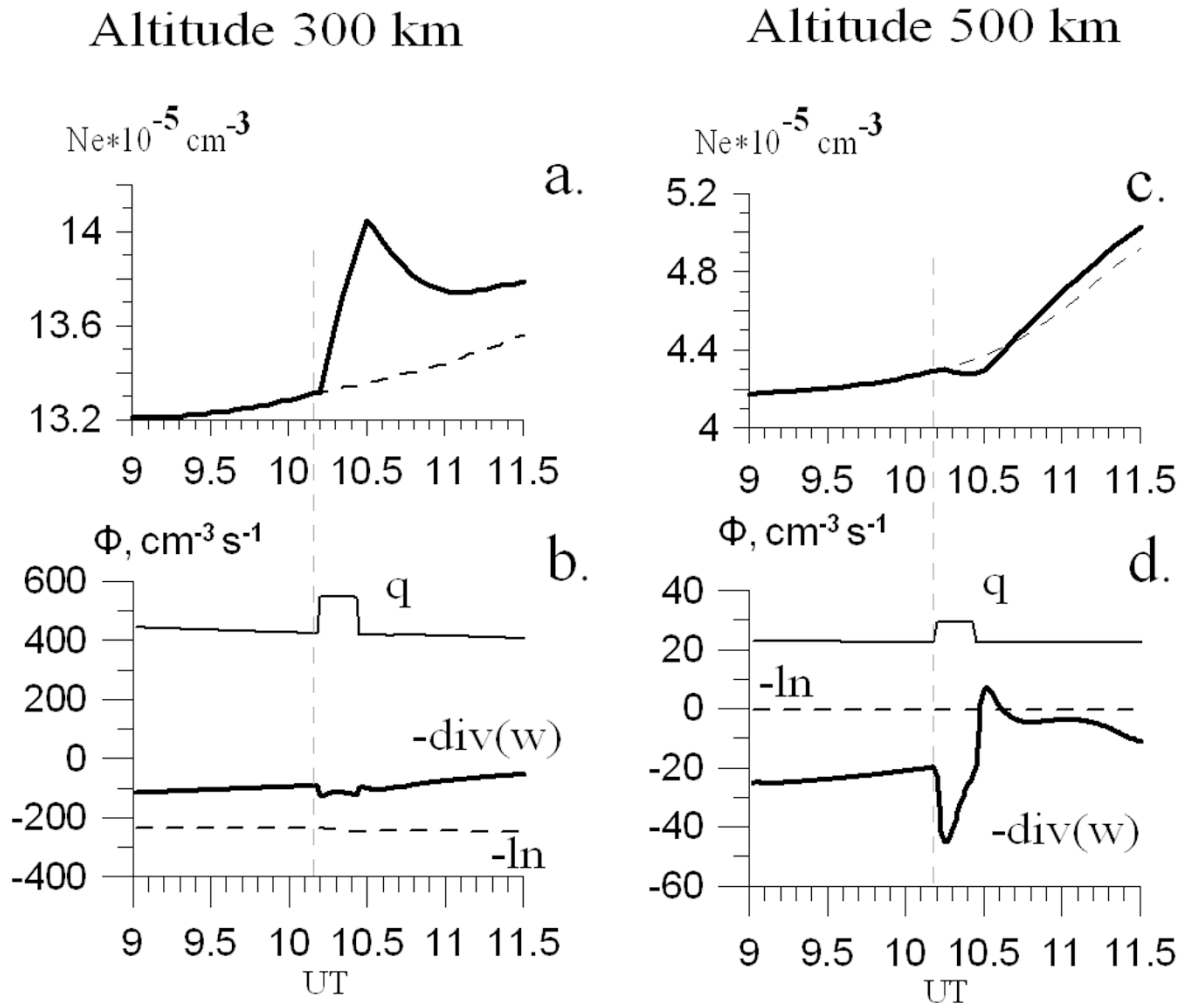 Altitude 300 km
Altitude 500 km
Ne*10⁻⁵ cm⁻³
a.
14
13.6
13.2
9 9.5 10 10.5 11 11.5
Φ, cm⁻³ s⁻¹
b.
600
400
200
0
-200
-400
q
-div(w)
-ln
9 9.5 10 10.5 11 11.5
UT
Ne*10⁻⁵ cm⁻³
c.
5.2
4.8
4.4
4
9 9.5 10 10.5 11 11.5
Φ, cm⁻³ s⁻¹
d.
40
20
0
-20
-40
-60
q
-ln
-div(w)
9 9.5 10 10.5 11 11.5
UT